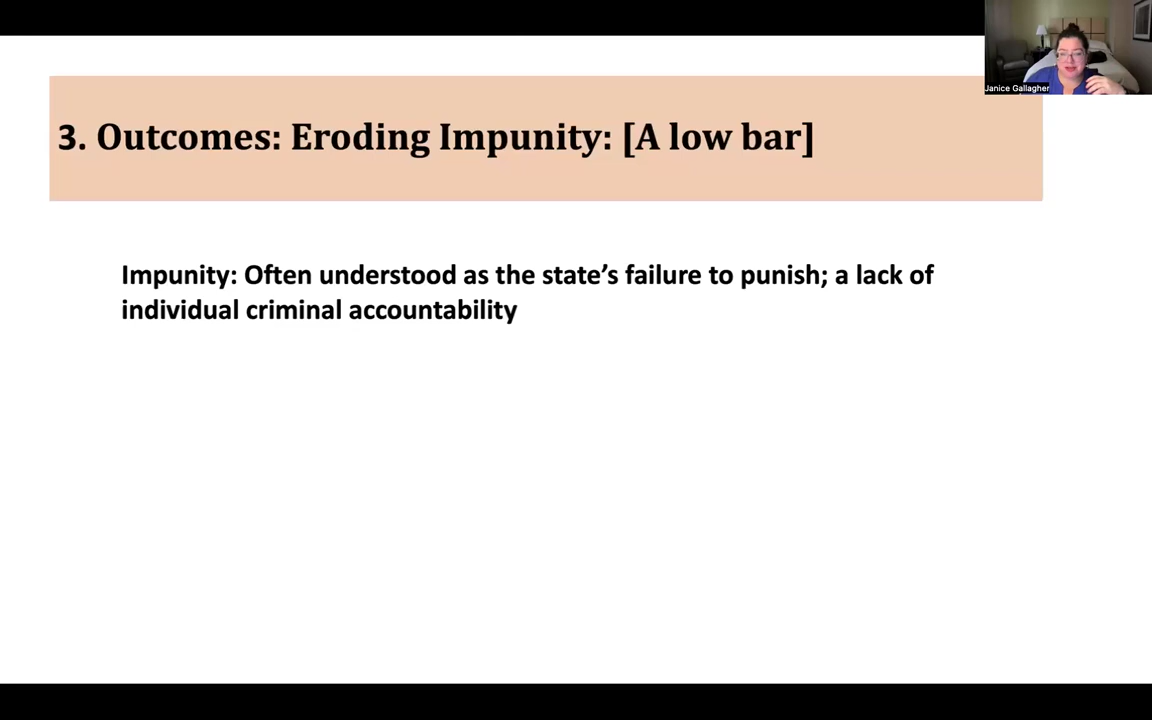 Janice Gallagher
3. Outcomes: Eroding Impunity: [A low bar]
Impunity: Often understood as the state’s failure to punish; a lack of
individual criminal accountability